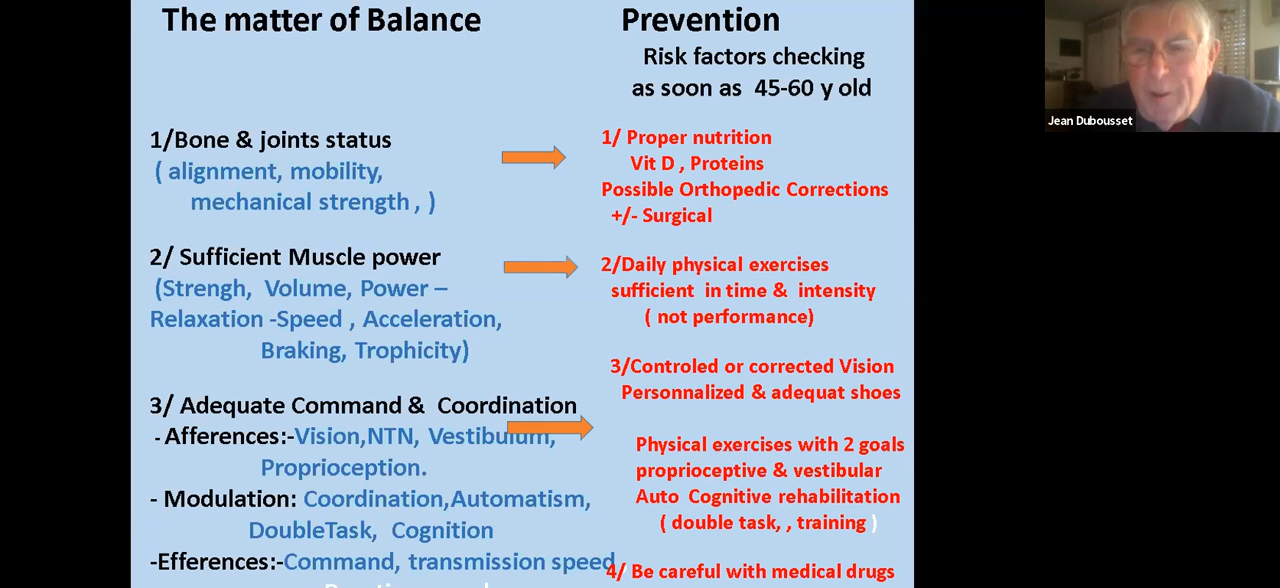 The matter of Balance
1/Bone & joints status
( alignment, mobility,
mechanical strength , )
2/ Sufficient Muscle power
(Strengh, Volume, Power –
Relaxation -Speed , Acceleration,
Braking, Trophicity)
3/ Adequate Command & Coordination
- Afferences:-Vision,NTN, Vestibulum,
Proprioception.
- Modulation: Coordination,Automatism,
DoubleTask, Cognition
-Efferences:-Command, transmission speed
Prevention
Risk factors checking
as soon as 45-60 y old
1/ Proper nutrition
Vit D , Proteins
Possible Orthopedic Corrections
+/- Surgical
2/Daily physical exercises
sufficient in time & intensity
( not performance)
3/Controled or corrected Vision
Personnalized & adequat shoes
Physical exercises with 2 goals
proprioceptive & vestibular
Auto Cognitive rehabilitation
( double task, , training )
4/ Be careful with medical drugs
Jean Dubousset